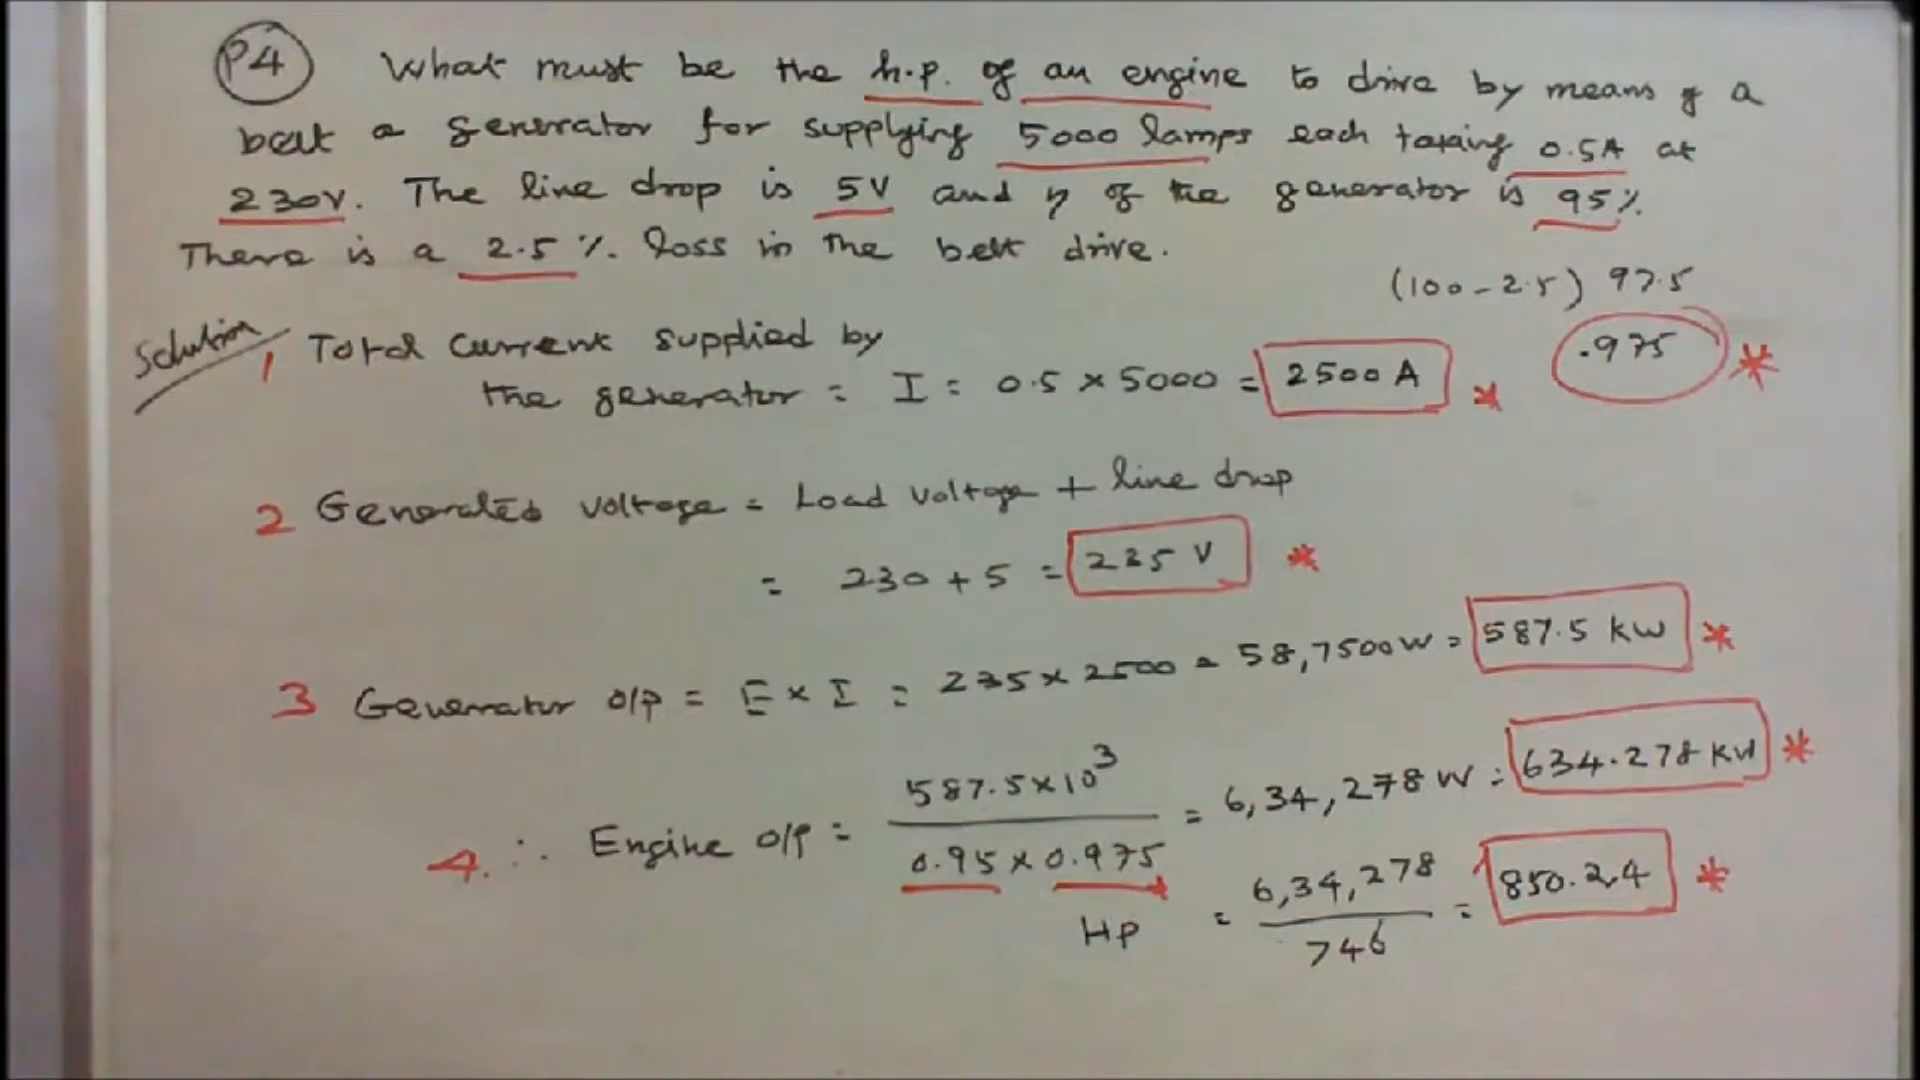 P4 What must be the h.p. of an engine to drive by means of a
belt a generator for supplying 5000 lamps each taking 0.5A at
230V. The line drop is 5V and η of the generator is 95%.
There is a 2.5% loss in the belt drive.
(100-2.5) 97.5
Solution
.975 *
1 Total current supplied by
the generator = I = 0.5 × 5000 = 2500 A *
2 Generated voltage = Load voltage + line drop
= 230 + 5 = 235 V *
3 Generator o/p = E × I = 235 × 2500 = 58,7500W = 587.5 kW *
4. ∴ Engine o/p = 587.5×10³ / 0.95 × 0.975 = 6,34,278 W = 634.278 KW *
HP = 6,34,278 / 746 = 850.24 *